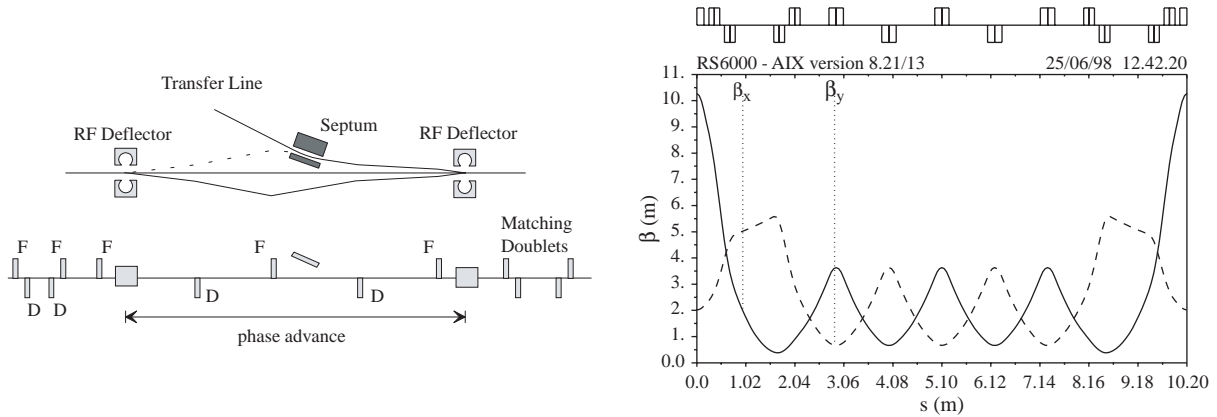 Transfer Line
RF Deflector
Septum
RF Deflector
Matching
Doublets
F F F F F
D D D D
phase advance
RS6000 - AIX version 8.21/13 25/06/98 12.42.20
βx βy
11.
10.
9.
8.
7.
6.
5.
4.
3.
2.
1.
0.0
β (m)
0.0 1.02 2.04 3.06 4.08 5.10 6.12 7.14 8.16 9.18 10.20
s (m)